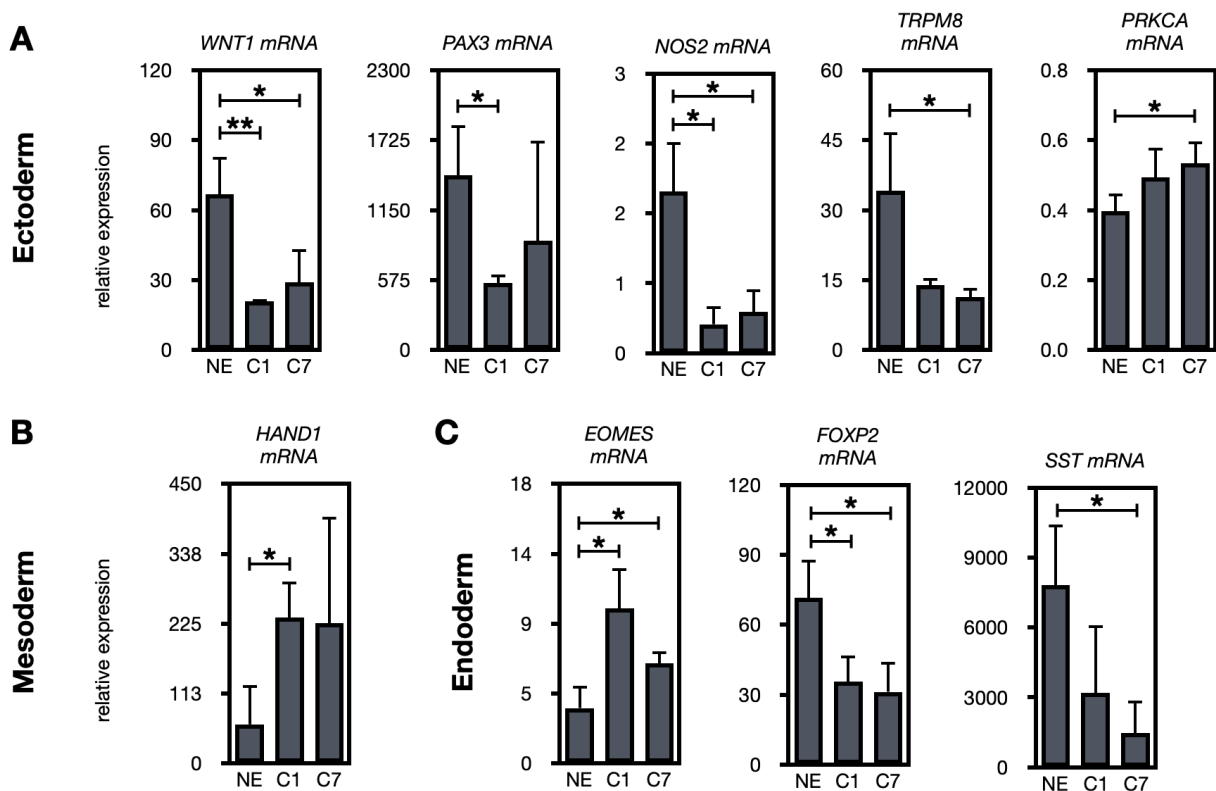 A
Ectoderm
relative expression
WNT1 mRNA
120
90
60
30
0
*
**
NE C1 C7
PAX3 mRNA
2300
1725
1150
575
0
*
NE C1 C7
NOS2 mRNA
3
2
2
1
0
*
*
NE C1 C7
TRPM8
mRNA
60
45
30
15
0
*
NE C1 C7
PRKCA
mRNA
0.8
0.6
0.4
0.2
0.0
*
NE C1 C7
B
Mesoderm
relative expression
HAND1
mRNA
450
338
225
113
0
*
NE C1 C7
C
Endoderm
EOMES
mRNA
18
14
9
5
0
*
*
NE C1 C7
FOXP2
mRNA
120
90
60
30
0
*
*
NE C1 C7
SST mRNA
12000
9000
6000
3000
0
*
NE C1 C7